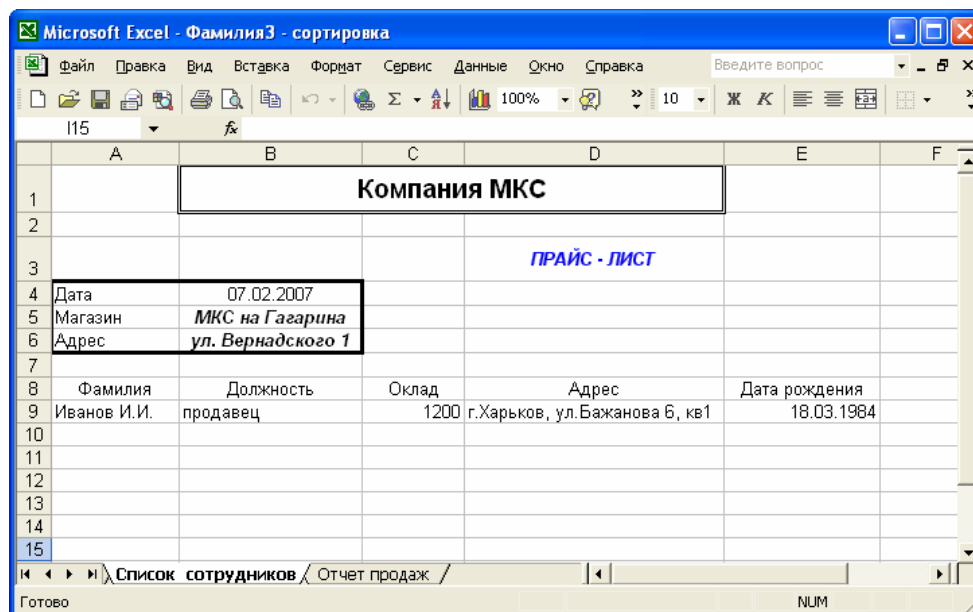 Microsoft Excel - Фамилия3 - сортировка
Файл Правка Вид Вставка Формат Сервис Данные Окно Справка Введите вопрос
100% 10 Ж К
I15 fx
A B C D E F
1 Компания МКС
2
3 ПРАЙС - ЛИСТ
4 Дата 07.02.2007
5 Магазин МКС на Гагарина
6 Адрес ул. Вернадского 1
7
8 Фамилия Должность Оклад Адрес Дата рождения
9 Иванов И.И. продавец 1200 г.Харьков, ул.Бажанова 6, кв1 18.03.1984
10
11
12
13
14
15
Список сотрудников Отчет продаж
Готово NUM